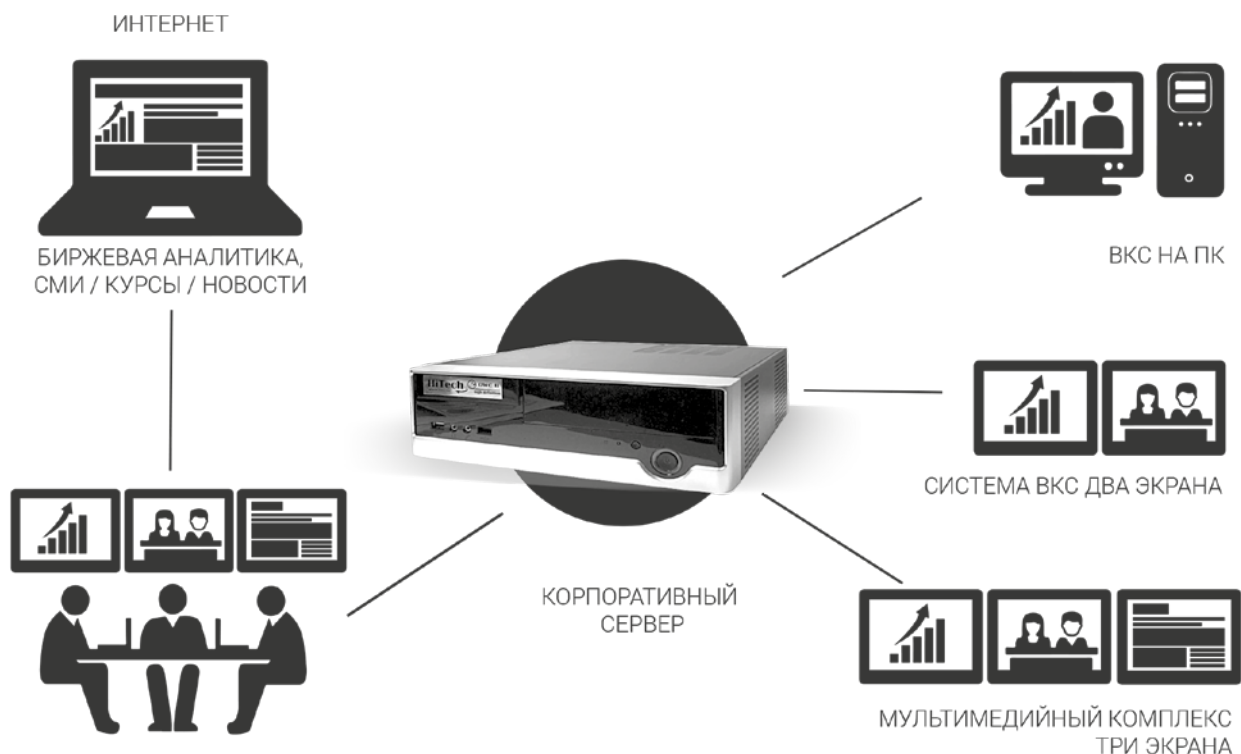 ИНТЕРНЕТ
БИРЖЕВАЯ АНАЛИТИКА,
СМИ / КУРСЫ / НОВОСТИ
ВКС НА ПК
HiTech
СИСТЕМА ВКС ДВА ЭКРАНА
КОРПОРАТИВНЫЙ
СЕРВЕР
МУЛЬТИМЕДИЙНЫЙ КОМПЛЕКС
ТРИ ЭКРАНА